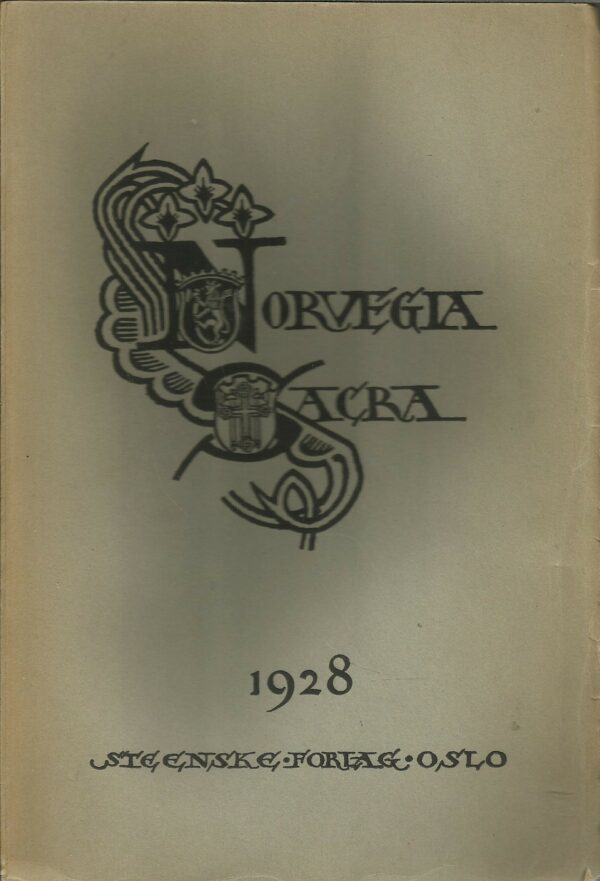 NORVEGIA
SACRA
1928
STEENSKE·FORLAG·OSLO